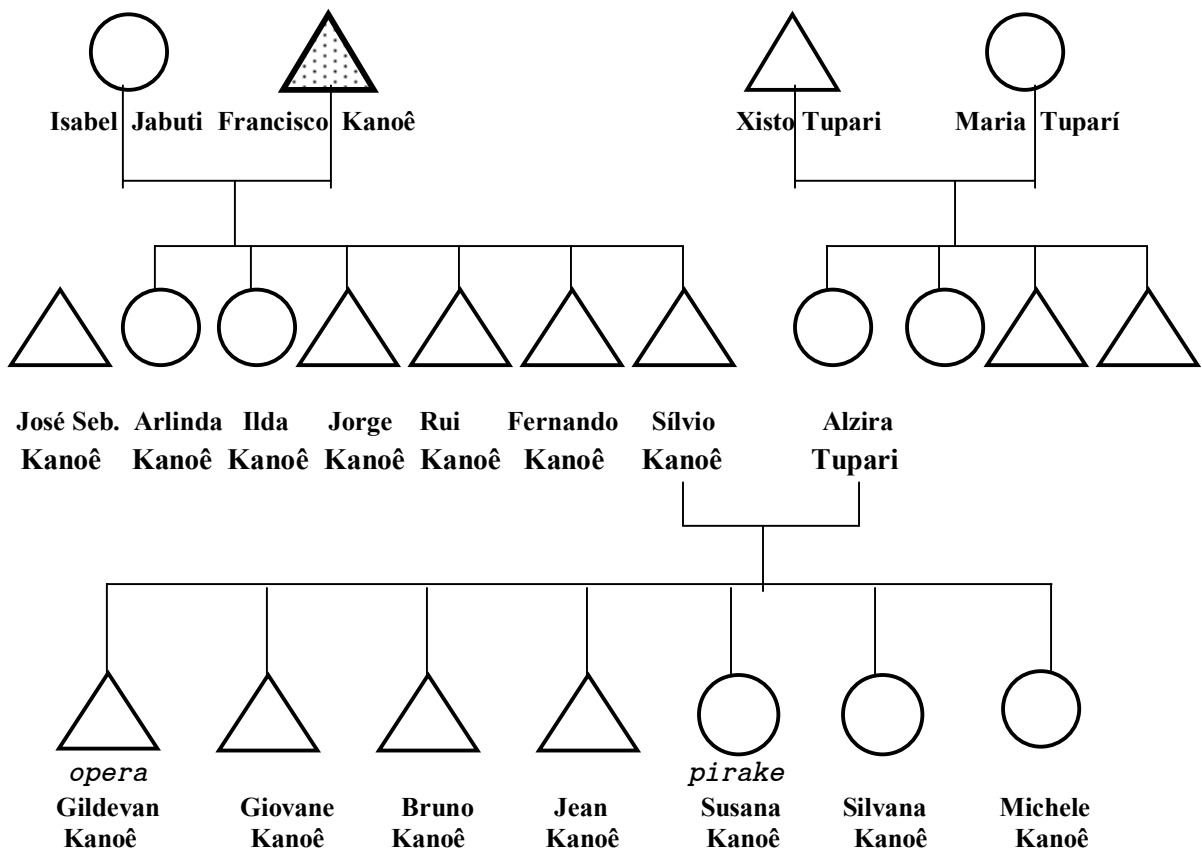 Isabel Jabuti Francisco Kanoê Xisto Tupari Maria Tuparí
José Seb. Arlinda Ilda Jorge Rui Fernando Sílvio Alzira
Kanoê Kanoê Kanoê Kanoê Kanoê Kanoê Kanoê Tupari
opera pirake
Gildevan Giovane Bruno Jean Susana Silvana Michele
Kanoê Kanoê Kanoê Kanoê Kanoê Kanoê Kanoê